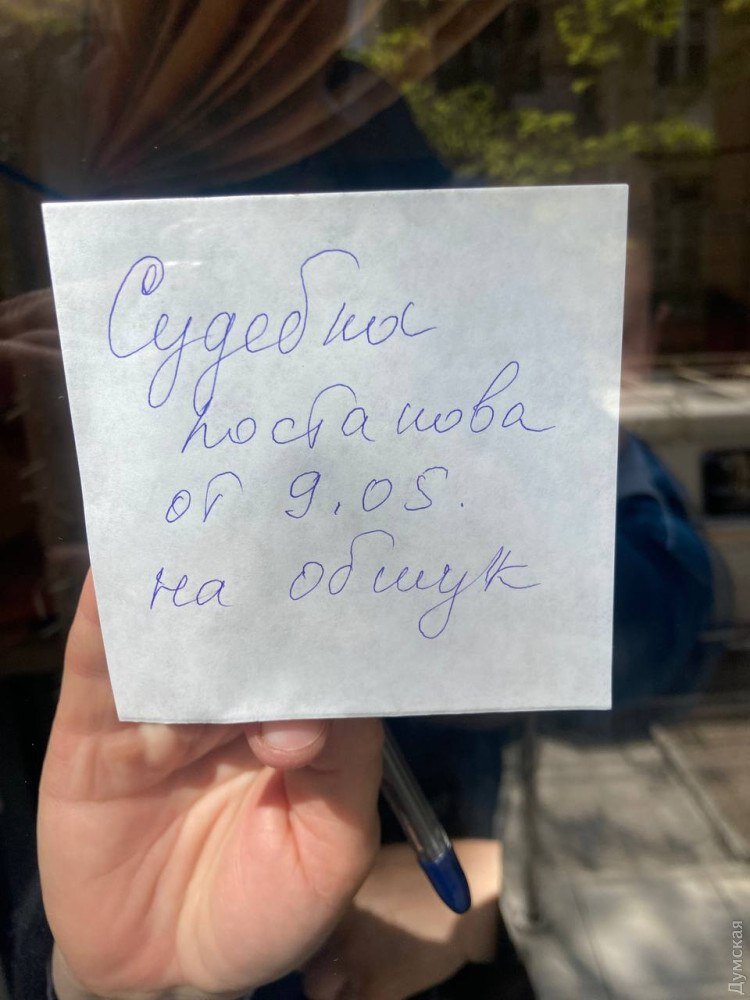 Судебна
постанова
от 9.05.
на обшук
Думская